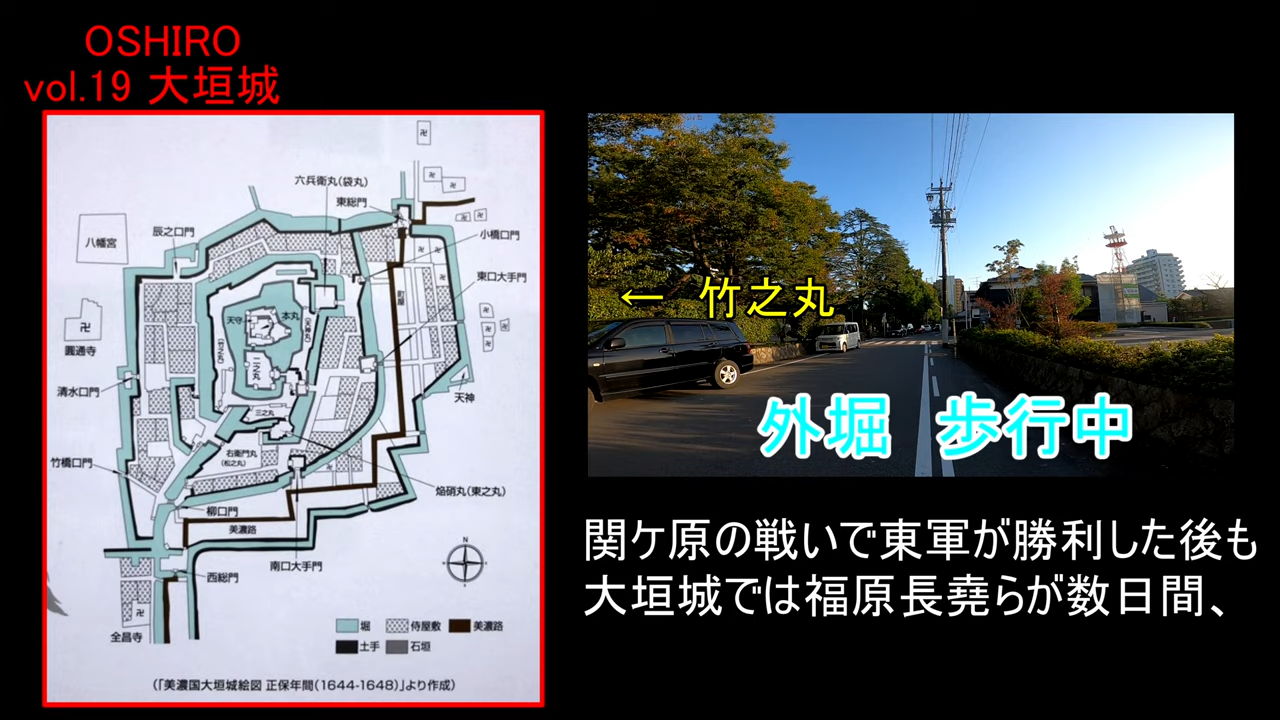 OSHIRO
vol.19 大垣城
六兵衛丸(袋丸)
東総門
小橋口門
辰之口門
八幡宮
東口大手門
天守
本丸
二之丸
圓通寺
清水口門
天神
三之丸
右衛門丸
(松之丸)
竹橋口門
焔硝丸(東之丸)
柳口門
美濃路
南口大手門
西総門
N
全昌寺
堀
侍屋敷
美濃路
土手
石垣
(「美濃国大垣城絵図 正保年間(1644-1648)」より作成)
← 竹之丸
外堀 歩行中
関ケ原の戦いで東軍が勝利した後も
大垣城では福原長堯らが数日間、